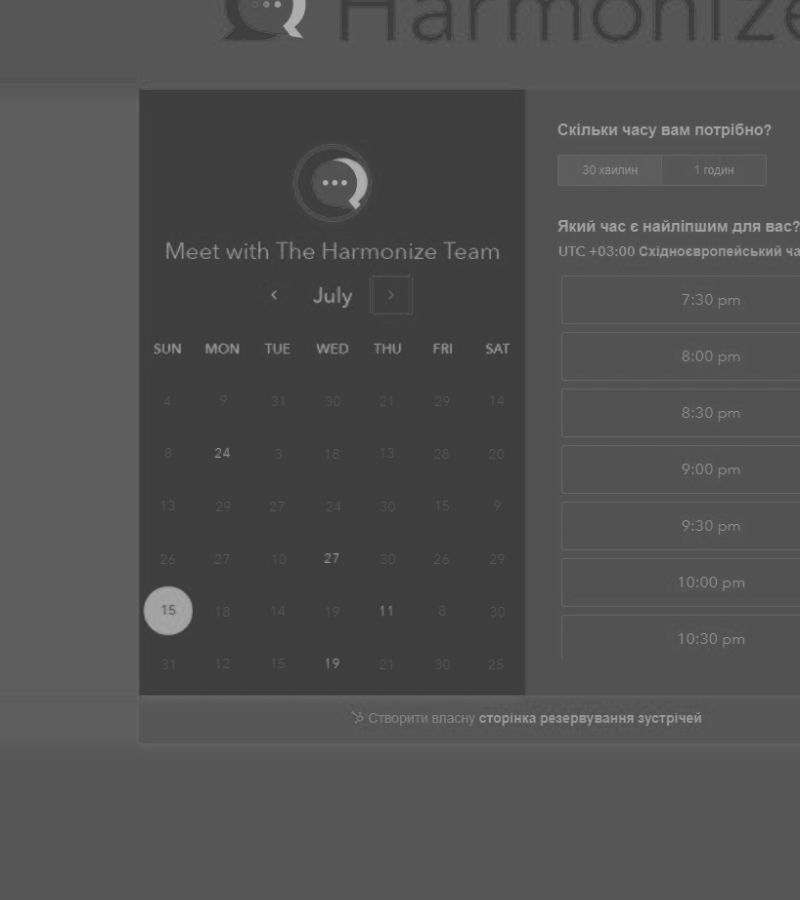 Harmonize
Meet with The Harmonize Team
July
SUN MON TUE WED THU FRI SAT
4 9 31 30 21 29 14
8 24 3 18 13 28 20
13 29 27 24 30 15 9
26 27 10 27 30 26 29
15 18 14 19 11 8 30
31 12 15 19 21 30 25
Скільки часу вам потрібно?
30 хвилин 1 годин
Який час є найліпшим для вас?
UTC +03:00 Східноєвропейський ча
7:30 pm
8:00 pm
8:30 pm
9:00 pm
9:30 pm
10:00 pm
10:30 pm
Створити власну сторінка резервування зустрічей